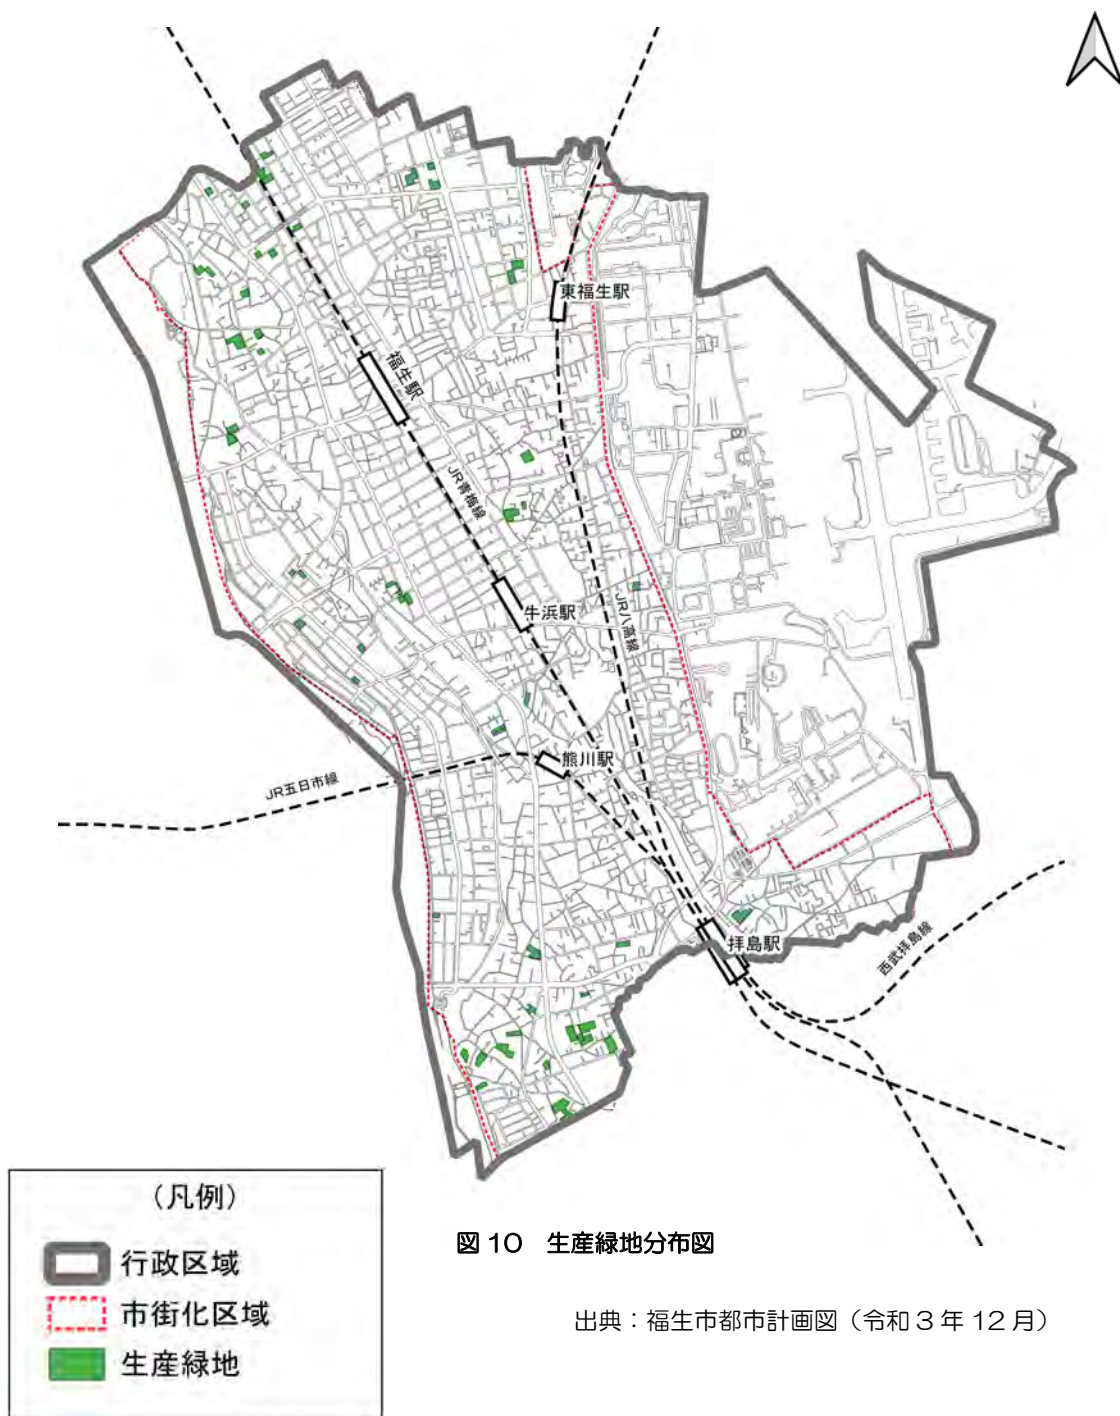 東福生駅
福生駅
JR青梅線
牛浜駅
JR八高線
熊川駅
JR五日市線
拝島駅
西武拝島線
(凡例)
行政区域
市街化区域
生産緑地
図10 生産緑地分布図
出典:福生市都市計画図(令和3年12月)